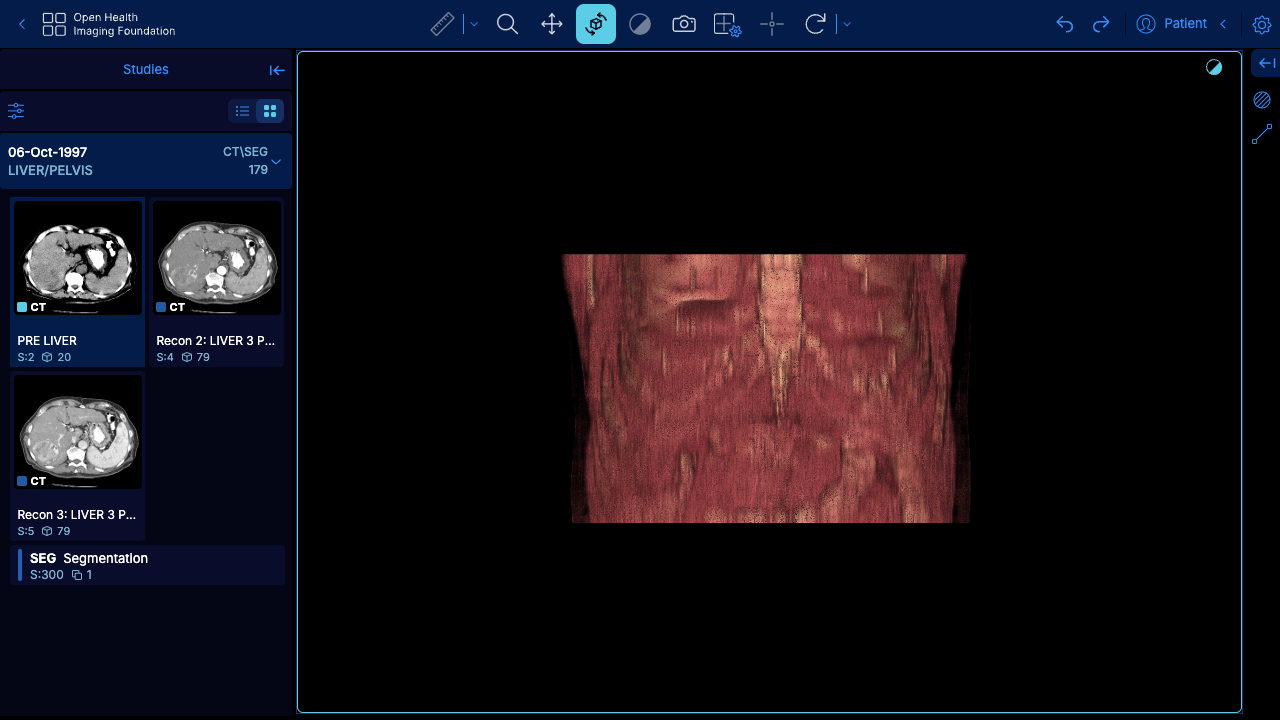 Open Health
Imaging Foundation
Patient
Studies
06-Oct-1997
CT\SEG
LIVER/PELVIS
179
CT
CT
PRE LIVER
Recon 2: LIVER 3 P...
S:2 20
S:4 79
CT
Recon 3: LIVER 3 P...
S:5 79
SEG Segmentation
S:300 1